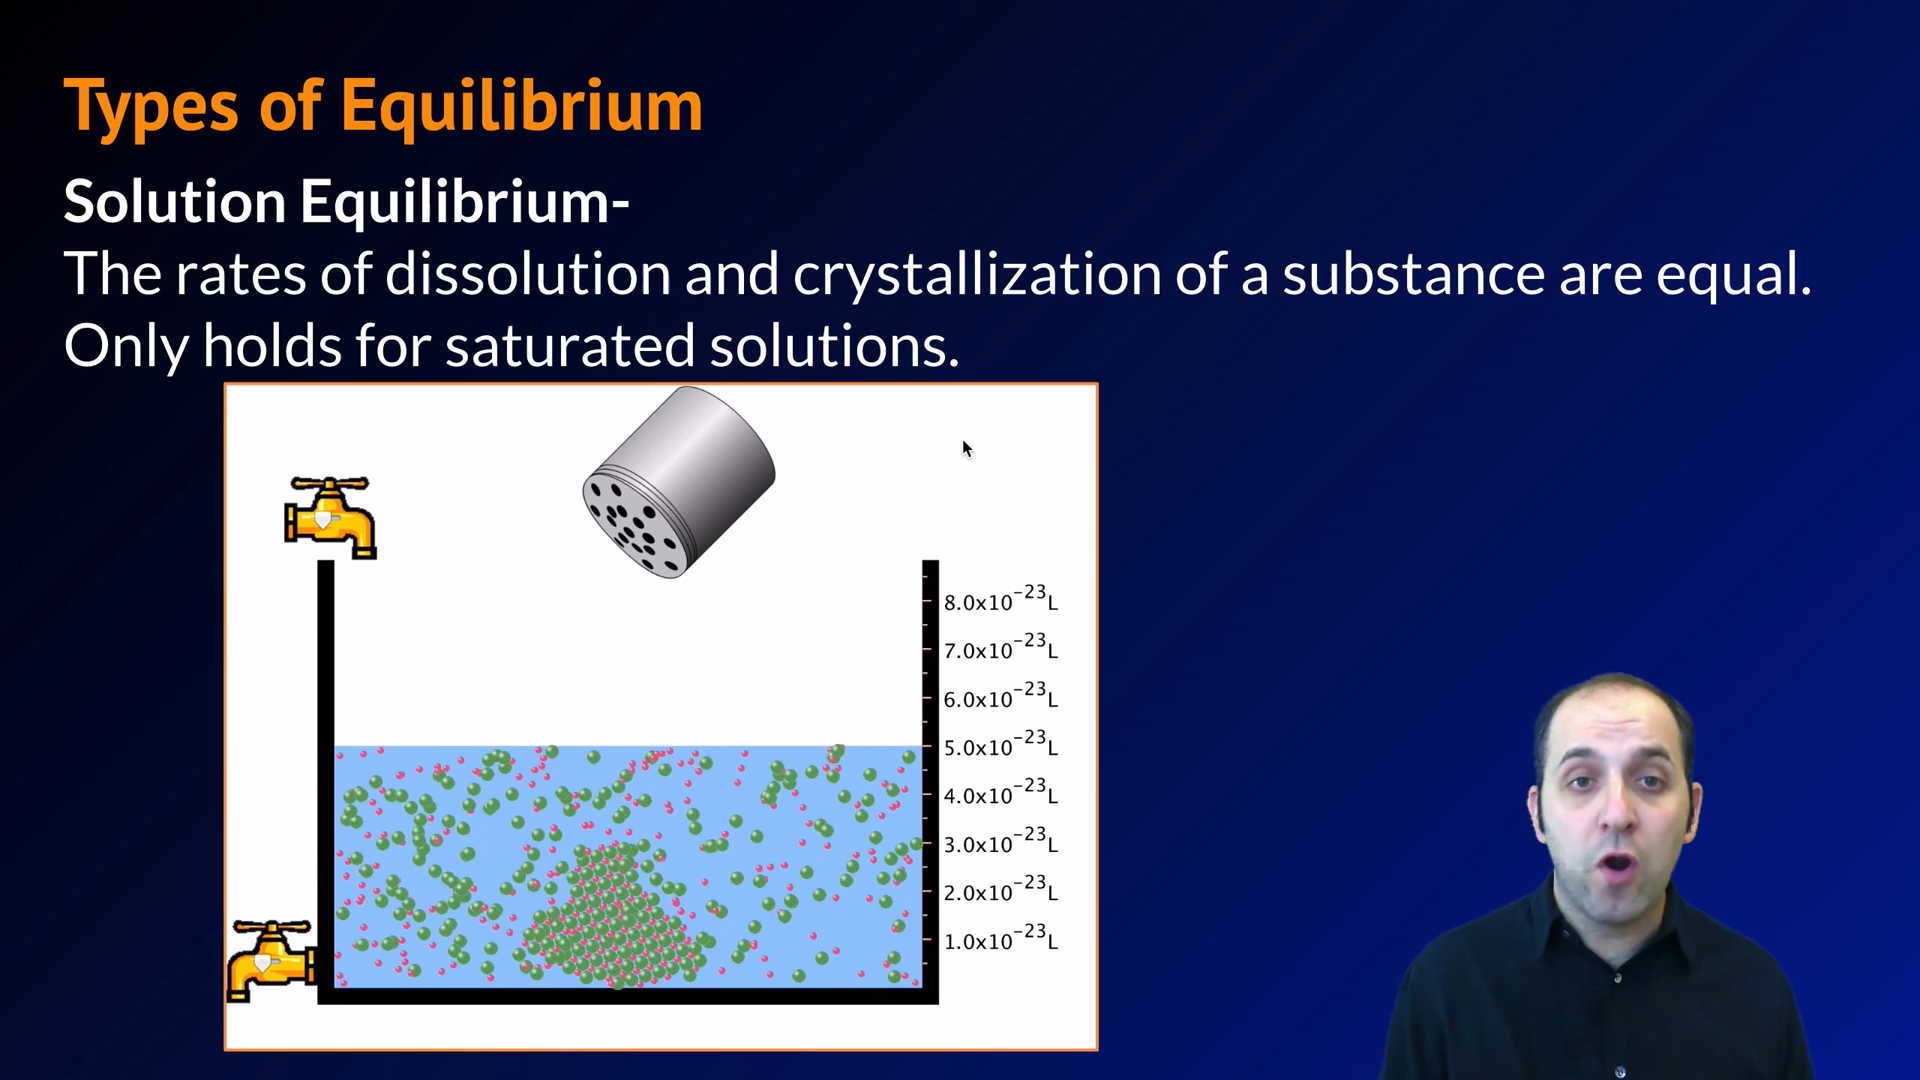 Types of Equilibrium
Solution Equilibrium-
The rates of dissolution and crystallization of a substance are equal.
Only holds for saturated solutions.
8.0x10⁻²³L
7.0x10⁻²³L
6.0x10⁻²³L
5.0x10⁻²³L
4.0x10⁻²³L
3.0x10⁻²³L
2.0x10⁻²³L
1.0x10⁻²³L